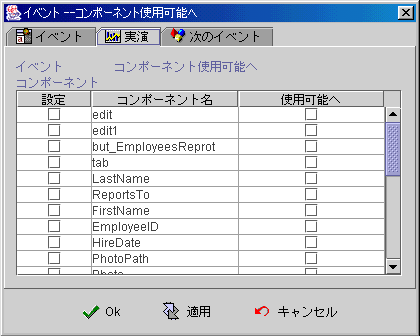 イベント --コンポーネント使用可能へ
イベント 実演 次のイベント
イベント コンポーネント使用可能へ
コンポーネント
設定 コンポーネント名 使用可能へ
edit
edit1
but_EmployeesReprot
tab
LastName
ReportsTo
FirstName
EmployeeID
HireDate
PhotoPath
Photo
Ok 適用 キャンセル